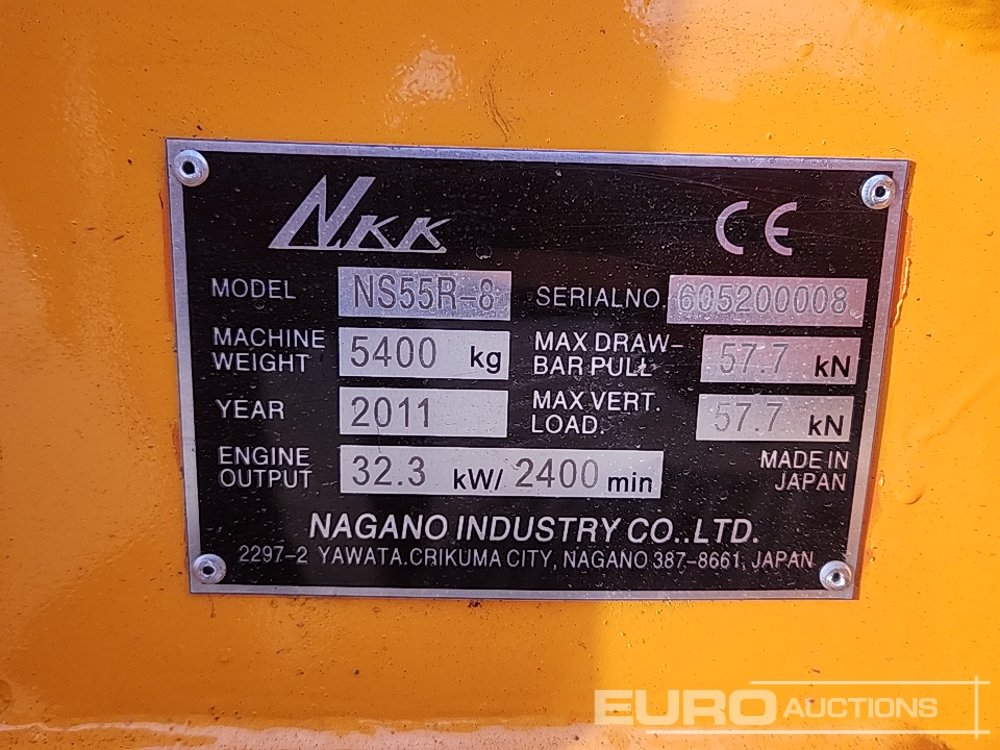 N.KK CE
MODEL NS55R-8 SERIALNO. 605200008
MACHINE WEIGHT 5400 kg MAX DRAW-BAR PULL 57.7 kN
YEAR 2011 MAX VERT. LOAD. 57.7 kN
ENGINE OUTPUT 32.3 kW/ 2400 min MADE IN JAPAN
NAGANO INDUSTRY CO..LTD.
2297-2 YAWATA.CRIKUMA CITY, NAGANO 387-8661, JAPAN
EURO AUCTIONS